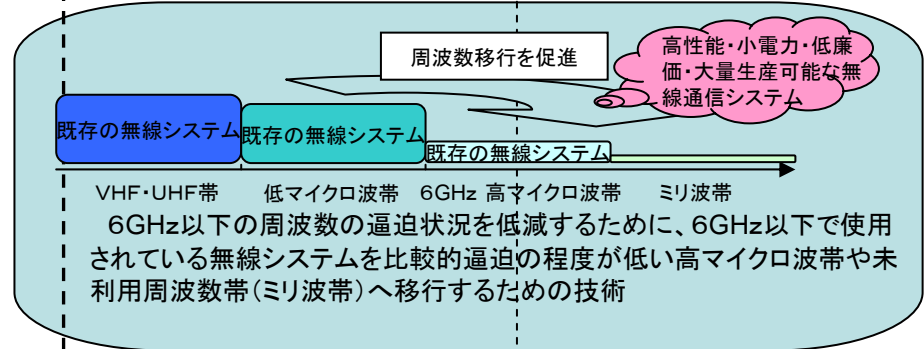 周波数移行を促進
高性能・小電力・低廉
価・大量生産可能な無
線通信システム
既存の無線システム
既存の無線システム
既存の無線システム
VHF・UHF帯
低マイクロ波帯
6GHz
高マイクロ波帯
ミリ波帯
6GHz以下の周波数の逼迫状況を低減するために、6GHz以下で使用
されている無線システムを比較的逼迫の程度が低い高マイクロ波帯や未
利用周波数帯(ミリ波帯)へ移行するための技術